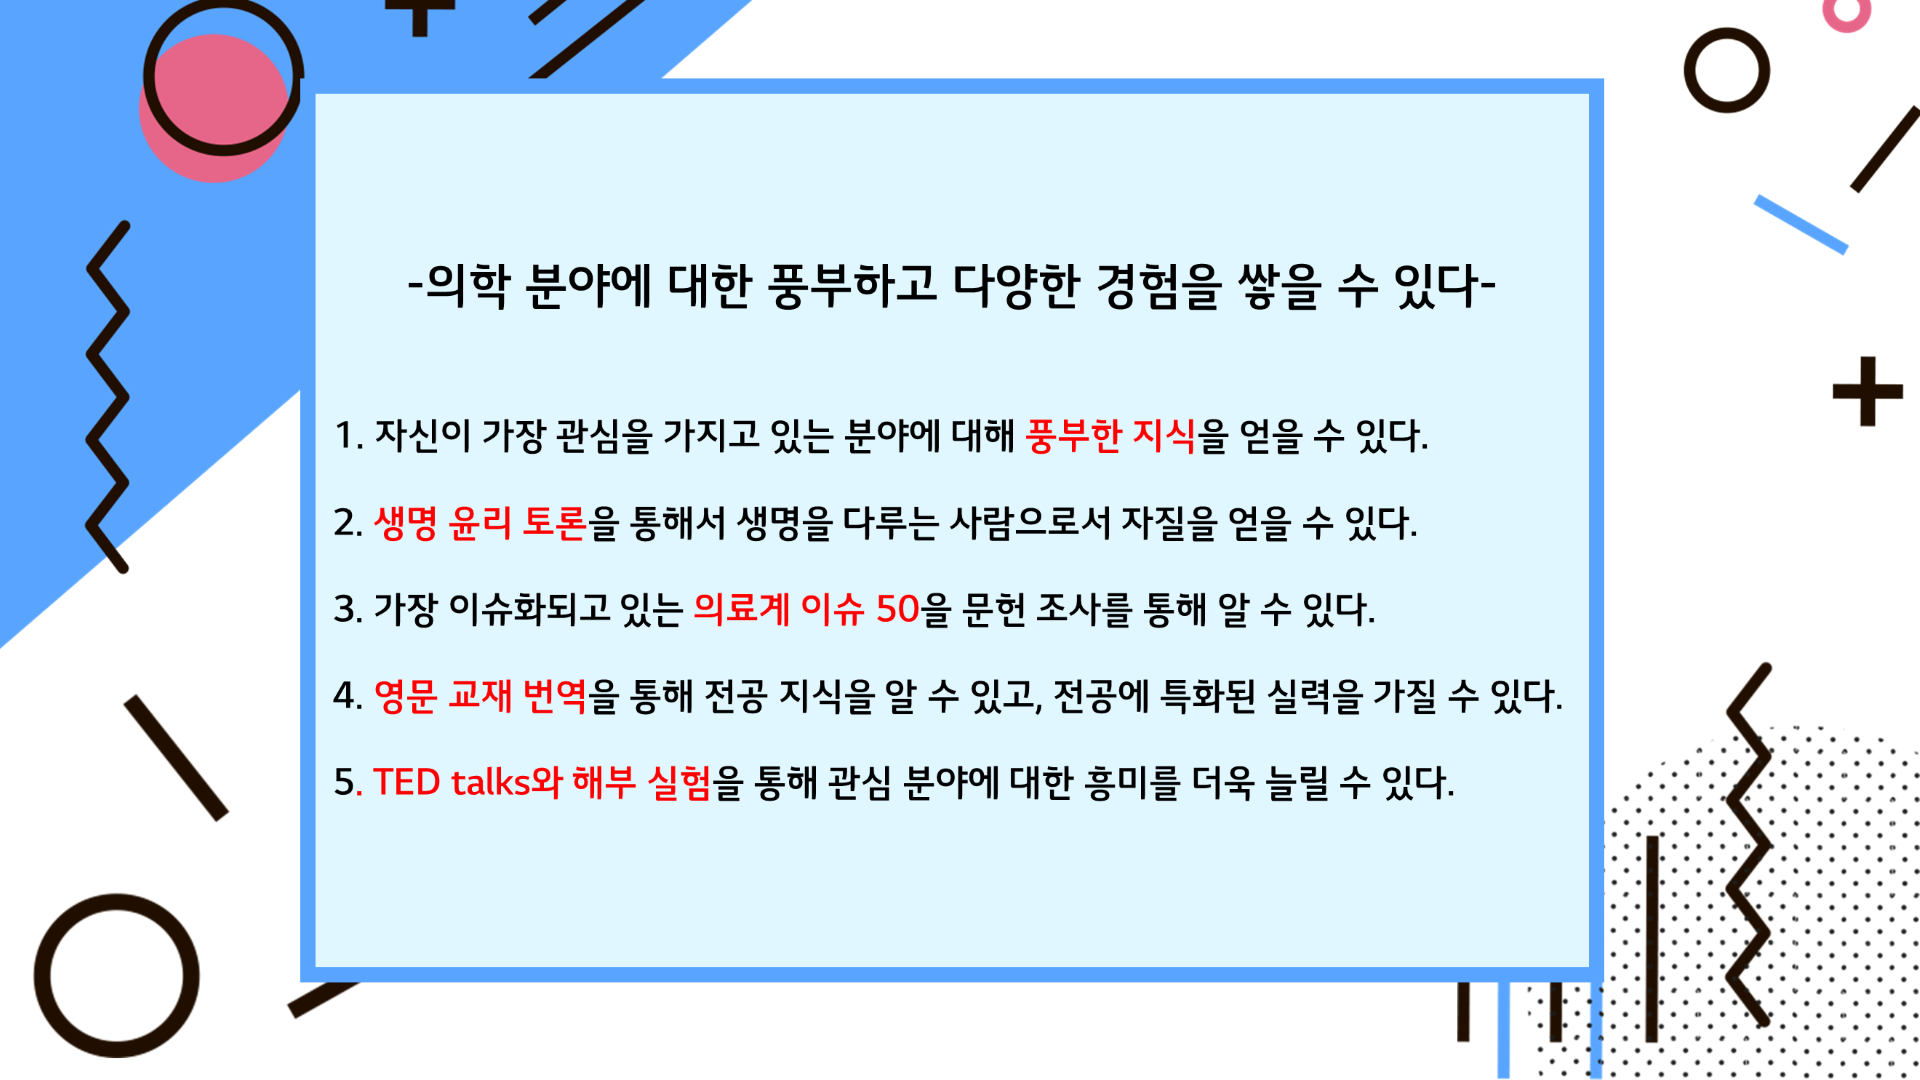 -의학 분야에 대한 풍부하고 다양한 경험을 쌓을 수 있다-
1. 자신이 가장 관심을 가지고 있는 분야에 대해 풍부한 지식을 얻을 수 있다.
2. 생명 윤리 토론을 통해서 생명을 다루는 사람으로서 자질을 얻을 수 있다.
3. 가장 이슈화되고 있는 의료계 이슈 50을 문헌 조사를 통해 알 수 있다.
4. 영문 교재 번역을 통해 전공 지식을 알 수 있고, 전공에 특화된 실력을 가질 수 있다.
5. TED talks와 해부 실험을 통해 관심 분야에 대한 흥미를 더욱 늘릴 수 있다.